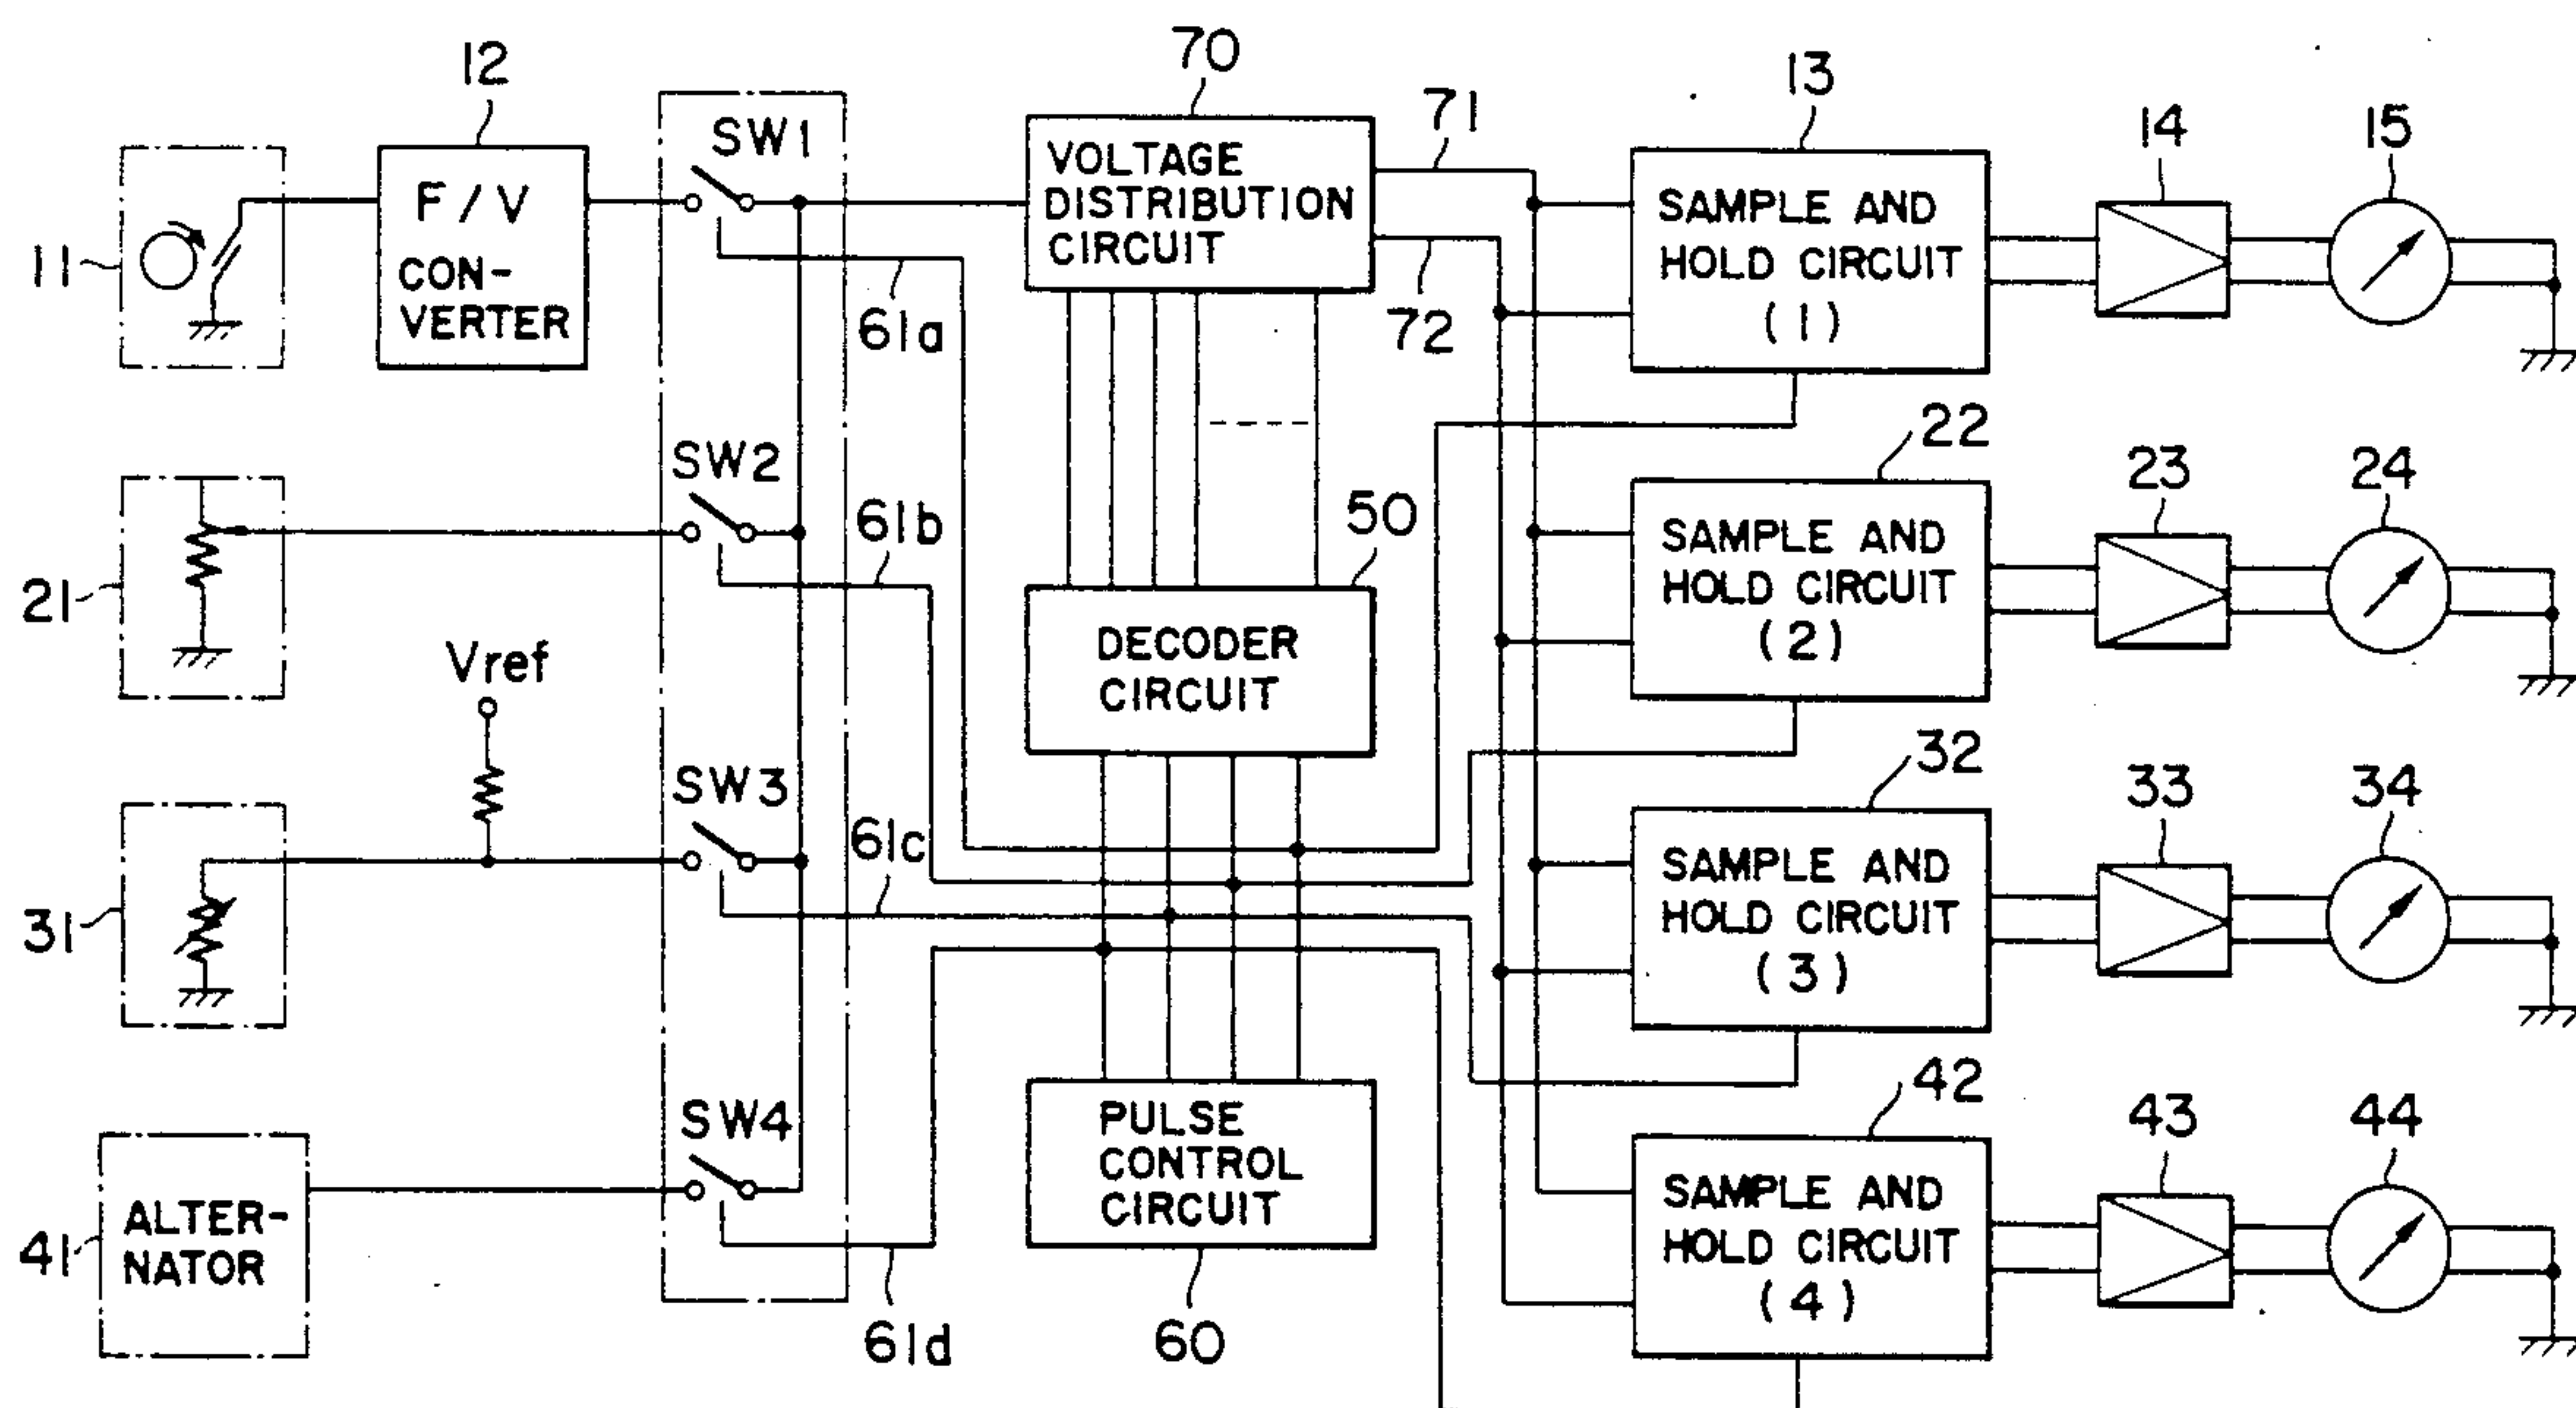 70
12
13
71
14
15
SW1
VOLTAGE
DISTRIBUTION
CIRCUIT
F / V
CON-
VERTER
SAMPLE AND
HOLD CIRCUIT
(1)
11
61a
72
22
SW2
23
24
61b
50
SAMPLE AND
HOLD CIRCUIT
(2)
21
Vref
DECODER
CIRCUIT
32
SW3
33
34
61c
SAMPLE AND
HOLD CIRCUIT
(3)
31
42
SW4
43
44
PULSE
CONTROL
CIRCUIT
SAMPLE AND
HOLD CIRCUIT
(4)
41
ALTER-
NATOR
61d
60